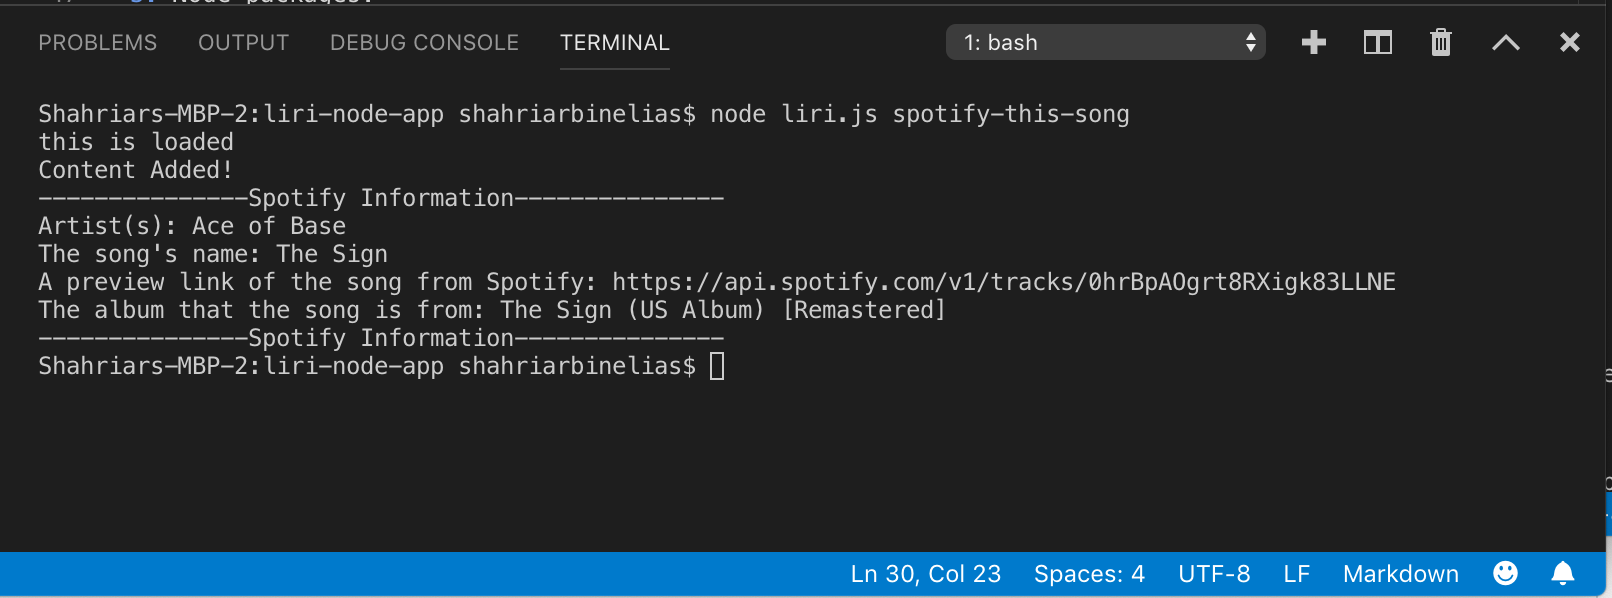 PROBLEMS OUTPUT DEBUG CONSOLE TERMINAL 1: bash
Shahriars-MBP-2:liri-node-app shahriarbinelias$ node liri.js spotify-this-song
this is loaded
Content Added!
---------------Spotify Information---------------
Artist(s): Ace of Base
The song's name: The Sign
A preview link of the song from Spotify: https://api.spotify.com/v1/tracks/0hrBpAOgrt8RXigk83LLNE
The album that the song is from: The Sign (US Album) [Remastered]
---------------Spotify Information---------------
Shahriars-MBP-2:liri-node-app shahriarbinelias$
Ln 30, Col 23 Spaces: 4 UTF-8 LF Markdown